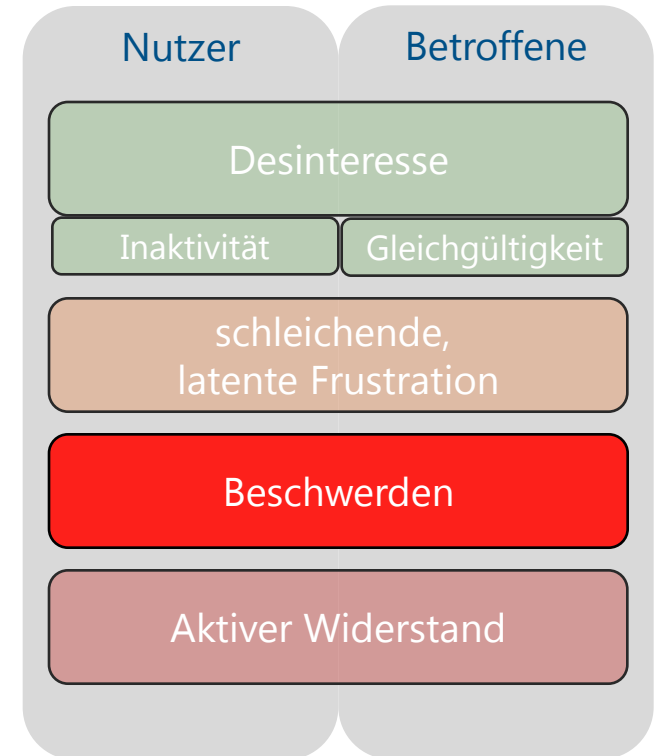 Nutzer
Betroffene
Desinteresse
Inaktivität
Gleichgültigkeit
schleichende,
latente Frustration
Beschwerden
Aktiver Widerstand